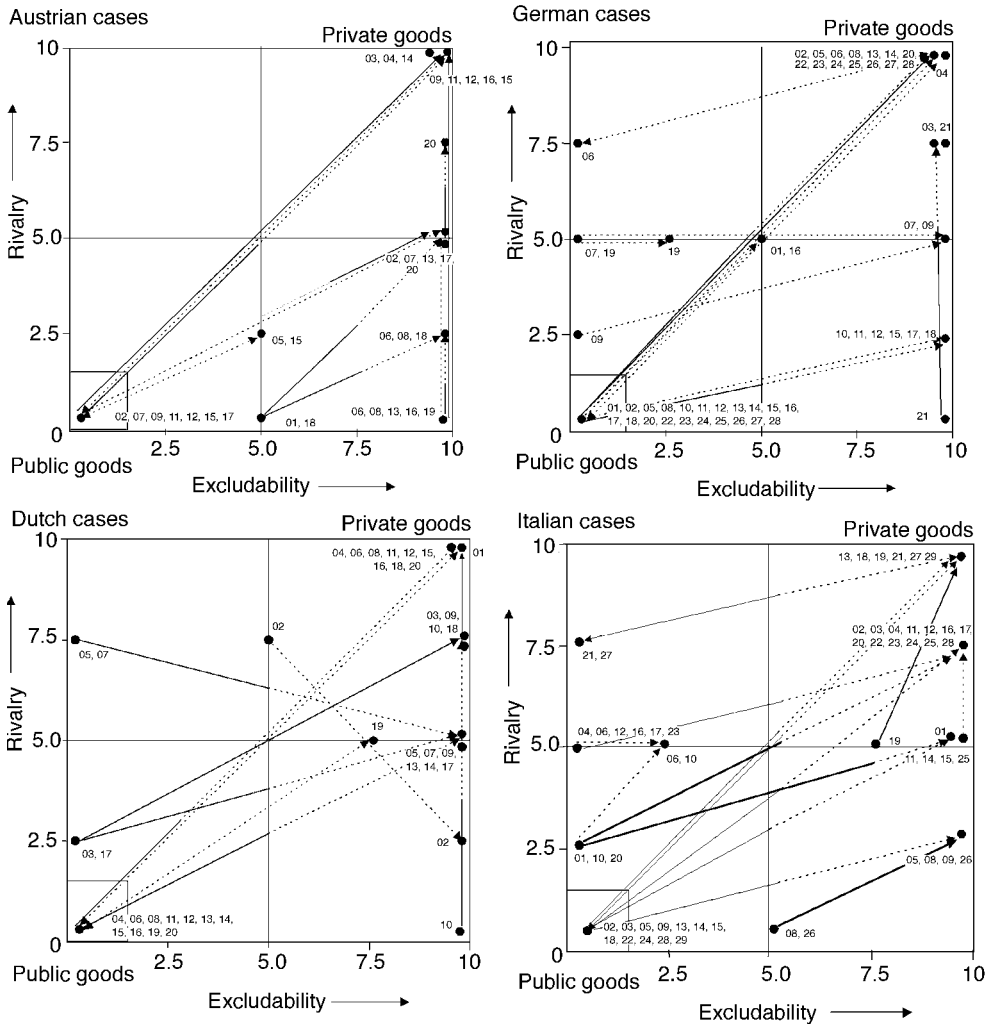 Austrian cases
Private goods
10
03, 04, 14
09, 11, 12, 16, 15
7.5
20
Rivalry
5.0
02, 07, 13, 17
20
2.5
05, 15
06, 08, 18
02, 07, 09, 11, 12, 15, 17
01, 18
06, 08, 13, 16, 19
0
2.5
5.0
7.5
10
Public goods
Excludability
German cases
Private goods
10
02, 05, 06, 08, 13, 14, 20,
22, 23, 24, 25, 26, 27, 28
04
7.5
06
03, 21
Rivalry
5.0
07, 19
19
01, 16
07, 09
2.5
09
10, 11, 12, 15, 17, 18
01, 02, 05, 08, 10, 11, 12, 13, 14, 15, 16,
17, 18, 20, 22, 23, 24, 25, 26, 27, 28
21
0
2.5
5.0
7.5
10
Public goods
Excludability
Dutch cases
Private goods
10
04, 06, 08, 11, 12, 15,
16, 18, 20
01
7.5
05, 07
02
03, 09,
10, 18
Rivalry
5.0
19
05, 07, 09,
13, 14, 17
2.5
03, 17
02
04, 06, 08, 11, 12, 13, 14,
15, 16, 19, 20
10
0
2.5
5.0
7.5
10
Public goods
Excludability
Italian cases
Private goods
10
13, 18, 19, 21, 27 29
7.5
21, 27
02, 03, 04, 11, 12, 16, 17,
20, 22, 23, 24, 25, 28
Rivalry
5.0
04, 06, 12, 16, 17, 23
06, 10
19
01
11, 14, 15, 25
2.5
01, 10, 20
05, 08, 09, 26
02, 03, 05, 09, 13, 14, 15,
18, 22, 24, 28, 29
08, 26
0
2.5
5.0
7.5
10
Public goods
Excludability